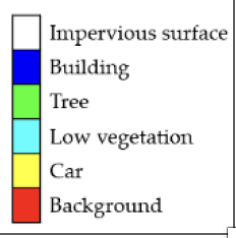 Impervious surface
Building
Tree
Low vegetation
Car
Background